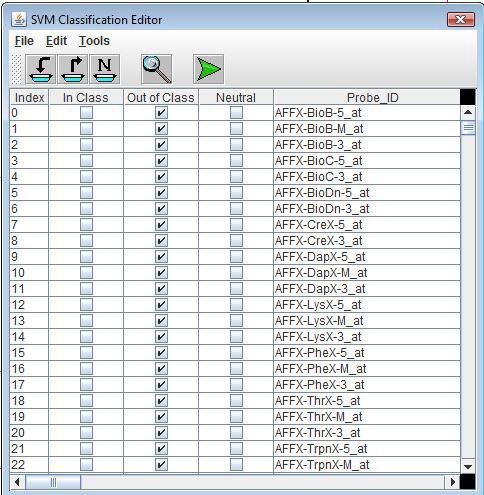 SVM Classification Editor
File Edit Tools
N
Index In Class Out of Class Neutral Probe_ID
0 AFFX-BioB-5_at
1 AFFX-BioB-M_at
2 AFFX-BioB-3_at
3 AFFX-BioC-5_at
4 AFFX-BioC-3_at
5 AFFX-BioDn-5_at
6 AFFX-BioDn-3_at
7 AFFX-CreX-5_at
8 AFFX-CreX-3_at
9 AFFX-DapX-5_at
10 AFFX-DapX-M_at
11 AFFX-DapX-3_at
12 AFFX-LysX-5_at
13 AFFX-LysX-M_at
14 AFFX-LysX-3_at
15 AFFX-PheX-5_at
16 AFFX-PheX-M_at
17 AFFX-PheX-3_at
18 AFFX-ThrX-5_at
19 AFFX-ThrX-M_at
20 AFFX-ThrX-3_at
21 AFFX-TrpnX-5_at
22 AFFX-TrpnX-M_at